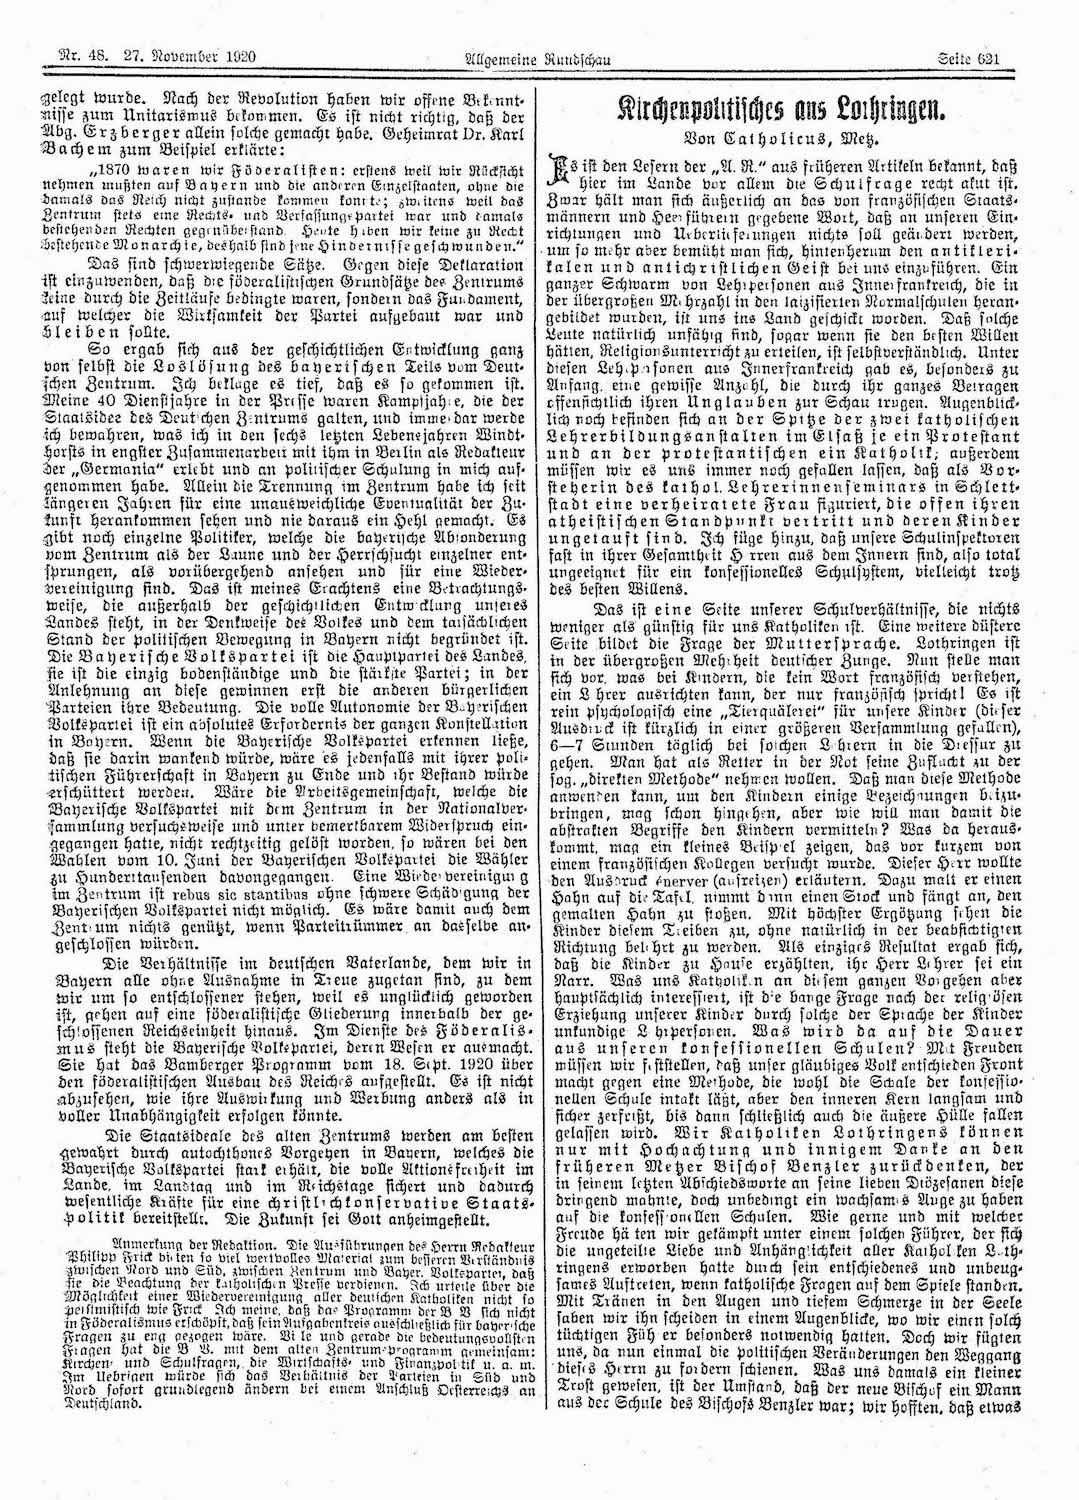 Nr. 48. 27. November 1920
Allgemeine Rundschau
Seite 621
gelegt wurde. Nach der Revolution haben wir offene Bekennt-
nisse zum Unitarismus bekommen. Es ist nicht richtig, daß der
Abg. Erzberger allein solche gemacht habe. Geheimrat Dr. Karl
Bachem zum Beispiel erklärte:
„1870 waren wir Föderalisten: erstens weil wir Rücksicht
nehmen mußten auf Bayern und die anderen Einzelstaaten, ohne die
damals das Reich nicht zustande kommen konnte; zweitens weil das
Zentrum stets eine Rechts- und Verfassungspartei war und damals
bestehenden Rechten gegenüberstand. Heute haben wir keine zu Recht
bestehende Monarchie, deshalb sind jene Hindernisse geschwunden.“
Das sind schwerwiegende Sätze. Gegen diese Deklaration
ist einzuwenden, daß die föderalistischen Grundsätze des Zentrums
keine durch die Zeitläufe bedingte waren, sondern das Fundament,
auf welcher die Wirksamkeit der Partei aufgebaut war und
bleiben sollte.
So ergab sich aus der geschichtlichen Entwicklung ganz
von selbst die Loslösung des bayerischen Teils vom Deut-
schen Zentrum. Ich beklage es tief, daß es so gekommen ist.
Meine 40 Dienstjahre in der Presse waren Kampfjahre, die der
Staatsidee des Deutschen Zentrums galten, und immerdar werde
ich bewahren, was ich in den sechs letzten Lebensjahren Windt-
horsts in engster Zusammenarbeit mit ihm in Berlin als Redakteur
der „Germania“ erlebt und an politischer Schulung in mich auf-
genommen habe. Allein die Trennung im Zentrum habe ich seit
längeren Jahren für eine unausweichliche Eventualität der Zu-
kunft herankommen sehen und nie daraus ein Hehl gemacht. Es
gibt noch einzelne Politiker, welche die bayerische Absonderung
vom Zentrum als der Laune und der Herrschsucht einzelner ent-
sprungen, als vorübergehend ansehen und für eine Wieder-
vereinigung sind. Das ist meines Erachtens eine Betrachtungs-
weise, die außerhalb der geschichtlichen Entwicklung unseres
Landes steht, in der Denkweise des Volkes und dem tatsächlichen
Stand der politischen Bewegung in Bayern nicht begründet ist.
Die Bayerische Volkspartei ist die Hauptpartei des Landes,
sie ist die einzig bodenständige und die stärkste Partei; in der
Anlehnung an diese gewinnen erst die anderen bürgerlichen
Parteien ihre Bedeutung. Die volle Autonomie der Bayerischen
Volkspartei ist ein absolutes Erfordernis der ganzen Konstellation
in Bayern. Wenn die Bayerische Volkspartei erkennen ließe,
daß sie darin wankend würde, wäre es jedenfalls mit ihrer poli-
tischen Führerschaft in Bayern zu Ende und ihr Bestand würde
erschüttert werden. Wäre die Arbeitsgemeinschaft, welche die
Bayerische Volkspartei mit dem Zentrum in der Nationalver-
sammlung versuchsweise und unter bemerkbarem Widerspruch ein-
gegangen hatte, nicht rechtzeitig gelöst worden, so wären bei den
Wahlen vom 10. Juni der Bayerischen Volkspartei die Wähler
zu Hunderttausenden davongegangen. Eine Wiedervereinigung
im Zentrum ist rebus sic stantibus ohne schwere Schädigung der
Bayerischen Volkspartei nicht möglich. Es wäre damit auch dem
Zentrum nichts genützt, wenn Parteitrümmer an dasselbe an-
geschlossen würden.
Die Verhältnisse im deutschen Vaterlande, dem wir in
Bayern alle ohne Ausnahme in Treue zugetan sind, zu dem
wir um so entschlossener stehen, weil es unglücklich geworden
ist, gehen auf eine föderalistische Gliederung innerhalb der ge-
schlossenen Reichseinheit hinaus. Im Dienste des Föderalis-
mus steht die Bayerische Volkspartei, deren Wesen er ausmacht.
Sie hat das Bamberger Programm vom 18. Sept. 1920 über
den föderalistischen Ausbau des Reiches aufgestellt. Es ist nicht
abzusehen, wie ihre Auswirkung und Werbung anders als in
voller Unabhängigkeit erfolgen könnte.
Die Staatsideale des alten Zentrums werden am besten
gewahrt durch autochthones Vorgehen in Bayern, welches die
Bayerische Volkspartei stark erhält, die volle Aktionsfreiheit im
Lande, im Landtag und im Reichstage sichert und dadurch
wesentliche Kräfte für eine christlichkonservative Staats-
politik bereitstellt. Die Zukunft sei Gott anheimgestellt.
Anmerkung der Redaktion. Die Ausführungen des Herrn Redakteur
Philipp Frick bieten so viel wertvolles Material zum besseren Verständnis
zwischen Nord und Süd, zwischen Zentrum und Bayer. Volkspartei, daß
sie die Beachtung der katholischen Presse verdienen. Ich urteile über die
Möglichkeit einer Wiedervereinigung aller deutschen Katholiken nicht so
pessimistisch wie Frick. Ich meine, daß das Programm der B V. sich nicht
in Föderalismus erschöpft, daß sein Aufgabenkreis ausschließlich für bayerische
Fragen zu eng gezogen wäre. Viele und gerade die bedeutungsvollsten
Fragen hat die B V. mit dem alten Zentrumsprogramm gemeinsam:
Kirchen- und Schulfragen, die Wirtschafts- und Finanzpolitik u. a. m.
Im Uebrigen würde sich das Verhältnis der Parteien in Süd und
Nord sofort grundlegend ändern bei einem Anschluß Oesterreichs an
Deutschland.
Kirchenpolitisches aus Lothringen.
Von Catholicus, Metz.
Es ist den Lesern der „A. R.“ aus früheren Artikeln bekannt, daß
hier im Lande vor allem die Schulfrage recht akut ist.
Zwar hält man sich äußerlich an das von französischen Staats-
männern und Heerführern gegebene Wort, daß an unseren Ein-
richtungen und Ueberlieferungen nichts soll geändert werden,
um so mehr aber bemüht man sich, hintenherum den antikleri-
kalen und antichristlichen Geist bei uns einzuführen. Ein
ganzer Schwarm von Lehrpersonen aus Innerfrankreich, die in
der übergroßen Mehrzahl in den laizisierten Normalschulen heran-
gebildet wurden, ist uns ins Land geschickt worden. Daß solche
Leute natürlich unfähig sind, sogar wenn sie den besten Willen
hätten, Religionsunterricht zu erteilen, ist selbstverständlich. Unter
diesen Lehrpersonen aus Innerfrankreich gab es, besonders zu
Anfang, eine gewisse Anzahl, die durch ihr ganzes Betragen
offensichtlich ihren Unglauben zur Schau trugen. Augenblick-
lich noch befinden sich an der Spitze der zwei katholischen
Lehrerbildungsanstalten im Elsaß je ein Protestant
und an der protestantischen ein Katholik; außerdem
müssen wir es uns immer noch gefallen lassen, daß als Vor-
steherin des kathol. Lehrerinnenseminars in Schlett-
stadt eine verheiratete Frau figuriert, die offen ihren
atheistischen Standpunkt vertritt und deren Kinder
ungetauft sind. Ich füge hinzu, daß unsere Schulinspektoren
fast in ihrer Gesamtheit Herren aus dem Innern sind, also total
ungeeignet für ein konfessionelles Schulsystem, vielleicht trotz
des besten Willens.
Das ist eine Seite unserer Schulverhältnisse, die nichts
weniger als günstig für uns Katholiken ist. Eine weitere düstere
Seite bildet die Frage der Muttersprache. Lothringen ist
in der übergroßen Mehrheit deutscher Zunge. Nun stelle man
sich vor, was bei Kindern, die kein Wort französisch verstehen,
ein Lehrer ausrichten kann, der nur französisch spricht! Es ist
rein psychologisch eine „Tierquälerei“ für unsere Kinder (dieser
Ausdruck ist kürzlich in einer größeren Versammlung gefallen),
6—7 Stunden täglich bei solchen Lehrern in die Dressur zu
gehen. Man hat als Retter in der Not seine Zuflucht zu der
sog. „direkten Methode“ nehmen wollen. Daß man diese Methode
anwenden kann, um den Kindern einige Bezeichnungen beizu-
bringen, mag schon hingehen, aber wie will man damit die
abstrakten Begriffe den Kindern vermitteln? Was da heraus-
kommt, mag ein kleines Beispiel zeigen, das vor kurzem von
einem französischen Kollegen versucht wurde. Dieser Herr wollte
den Ausdruck énerver (aufreizen) erläutern. Dazu malt er einen
Hahn auf die Tafel, nimmt dann einen Stock und fängt an, den
gemalten Hahn zu stoßen. Mit höchster Ergötzung sehen die
Kinder diesem Treiben zu, ohne natürlich in der beabsichtigten
Richtung belehrt zu werden. Als einziges Resultat ergab sich,
daß die Kinder zu Hause erzählten, ihr Herr Lehrer sei ein
Narr. Was uns Katholiken an diesem ganzen Vorgehen aber
hauptsächlich interessiert, ist die bange Frage nach der religiösen
Erziehung unserer Kinder durch solche der Sprache der Kinder
unkundige Lehrpersonen. Was wird da auf die Dauer
aus unseren konfessionellen Schulen? Mit Freuden
müssen wir feststellen, daß unser gläubiges Volk entschieden Front
macht gegen eine Methode, die wohl die Schale der konfessio-
nellen Schule intakt läßt, aber den inneren Kern langsam und
sicher zerfrißt, bis dann schließlich auch die äußere Hülle fallen
gelassen wird. Wir Katholiken Lothringens können
nur mit Hochachtung und innigem Danke an den
früheren Metzer Bischof Benzler zurückdenken, der
in seinem letzten Abschiedsworte an seine lieben Diözesanen diese
dringend mahnte, doch unbedingt ein wachsames Auge zu haben
auf die konfessionellen Schulen. Wie gerne und mit welcher
Freude hätten wir gekämpft unter einem solchen Führer, der sich
die ungeteilte Liebe und Anhänglichkeit aller Katholiken Loth-
ringens erworben hatte durch sein entschiedenes und unbeug-
sames Auftreten, wenn katholische Fragen auf dem Spiele standen.
Mit Tränen in den Augen und tiefem Schmerze in der Seele
saben wir ihn scheiden in einem Augenblicke, wo wir einen solch
tüchtigen Führer besonders notwendig hatten. Doch wir fügten
uns, da nun einmal die politischen Veränderungen den Weggang
dieses Herrn zu fordern schienen. Was uns damals ein kleiner
Trost gewesen, ist der Umstand, daß der neue Bischof ein Mann
aus der Schule des Bischofs Benzler war; wir hofften, daß etwas